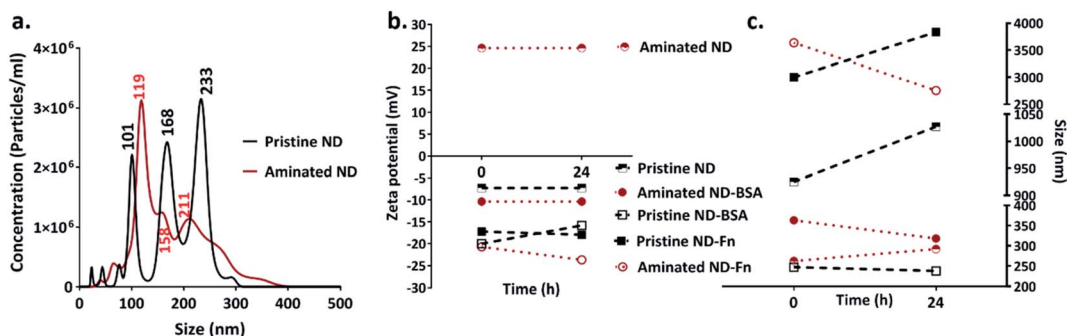 a.
Concentration (Particles/ml)
4×10⁶
3×10⁶
2×10⁶
1×10⁶
0
101
119
168
158
211
233
Pristine ND
Aminated ND
0 100 200 300 400 500
Size (nm)
b.
Zeta potential (mV)
30
25
20
15
10
5
0
-5
-10
-15
-20
-25
-30
0 24
Time (h)
Aminated ND
Pristine ND
Aminated ND-BSA
Pristine ND-BSA
Pristine ND-Fn
Aminated ND-Fn
c.
4000
3500
3000
2500
1050
1000
950
900
400
350
300
250
200
Size (nm)
0 24
Time (h)